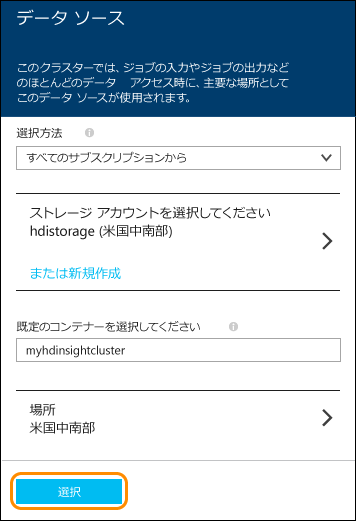 データ ソース
このクラスターでは、ジョブの入力やジョブの出力など
のほとんどのデータ　アクセス時に、主要な場所として
このデータ ソースが使用されます。
選択方法
すべてのサブスクリプションから
ストレージ アカウントを選択してください
hdistorage (米国中南部)
または新規作成
既定のコンテナーを選択してください
myhdinsightcluster
場所
米国中南部
選択